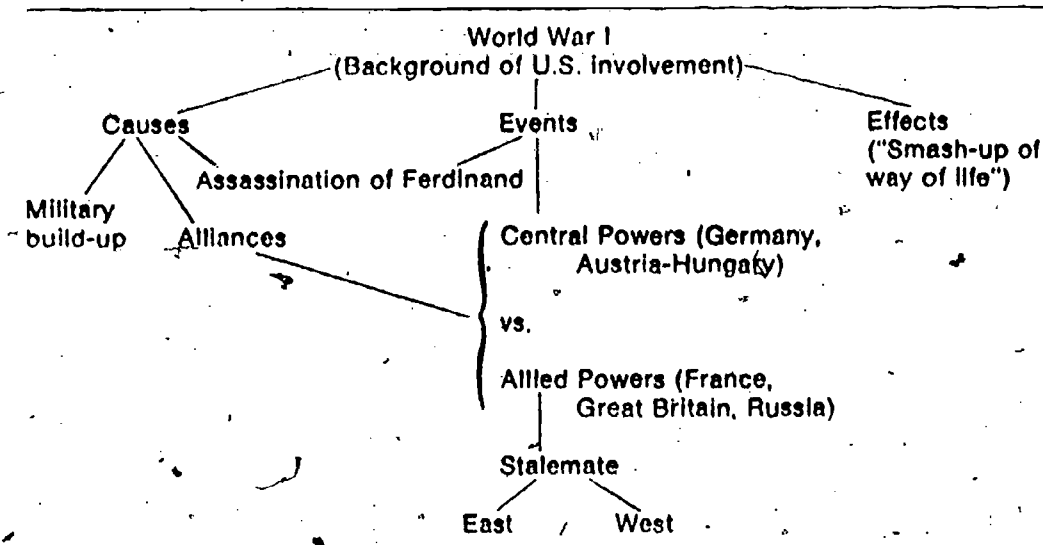 World War I
(Background of U.S. involvement)
Causes
Events
Effects
("Smash-up of
way of life")
Assassination of Ferdinand
Military
build-up
Alliances
Central Powers (Germany,
Austria-Hungary)
vs.
Allied Powers (France,
Great Britain, Russia)
Stalemate
East
West